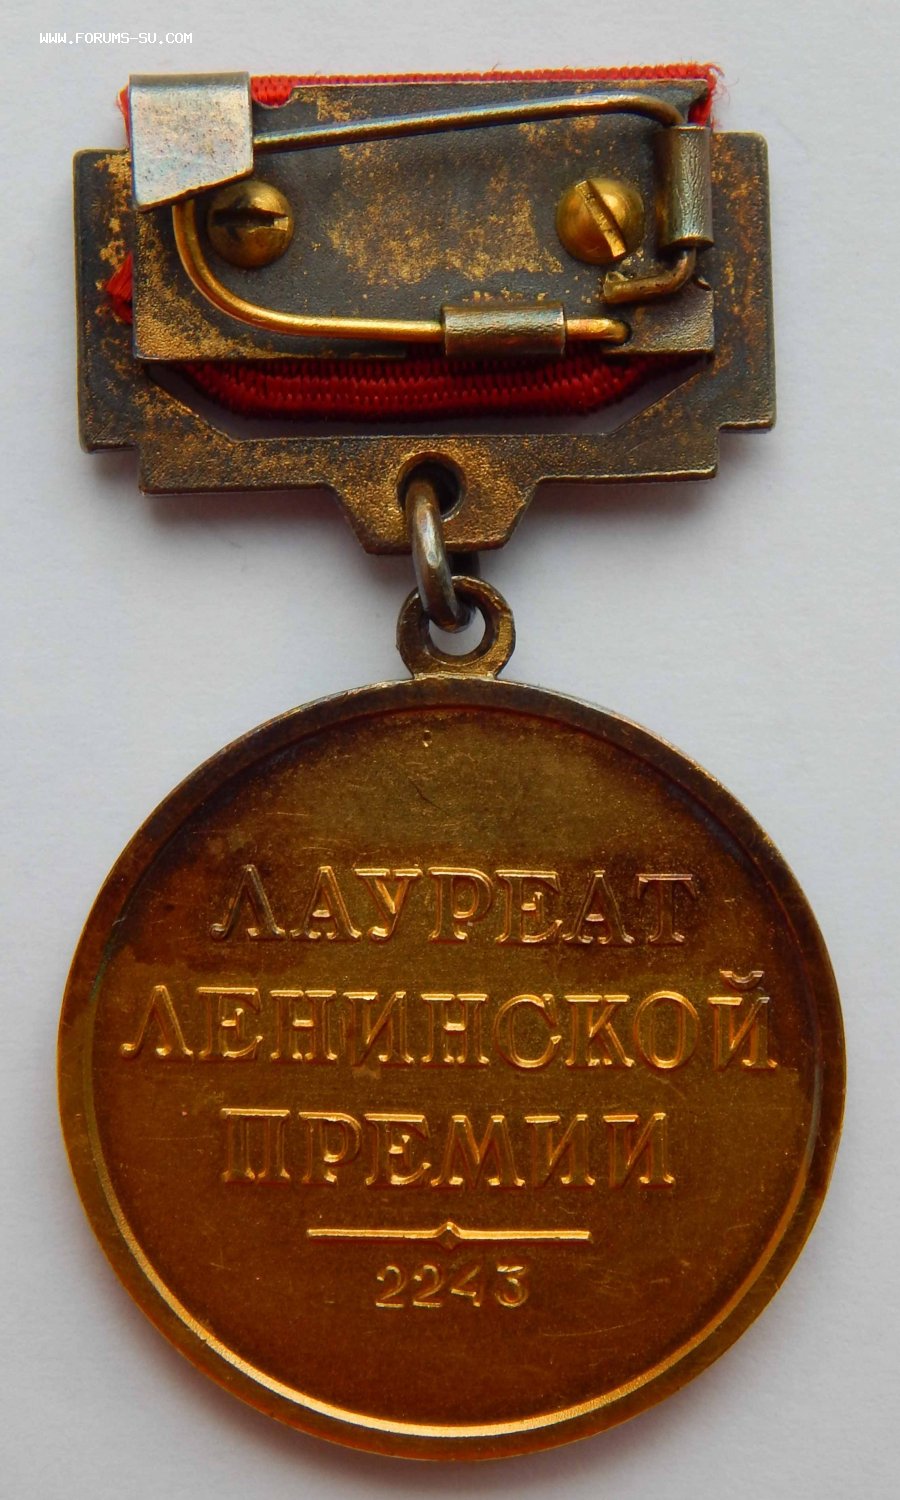 WWW.FORUMS-SU.COM
ЛАУРЕАТ
ЛЕНИНСКОЙ
ПРЕМИИ
2243